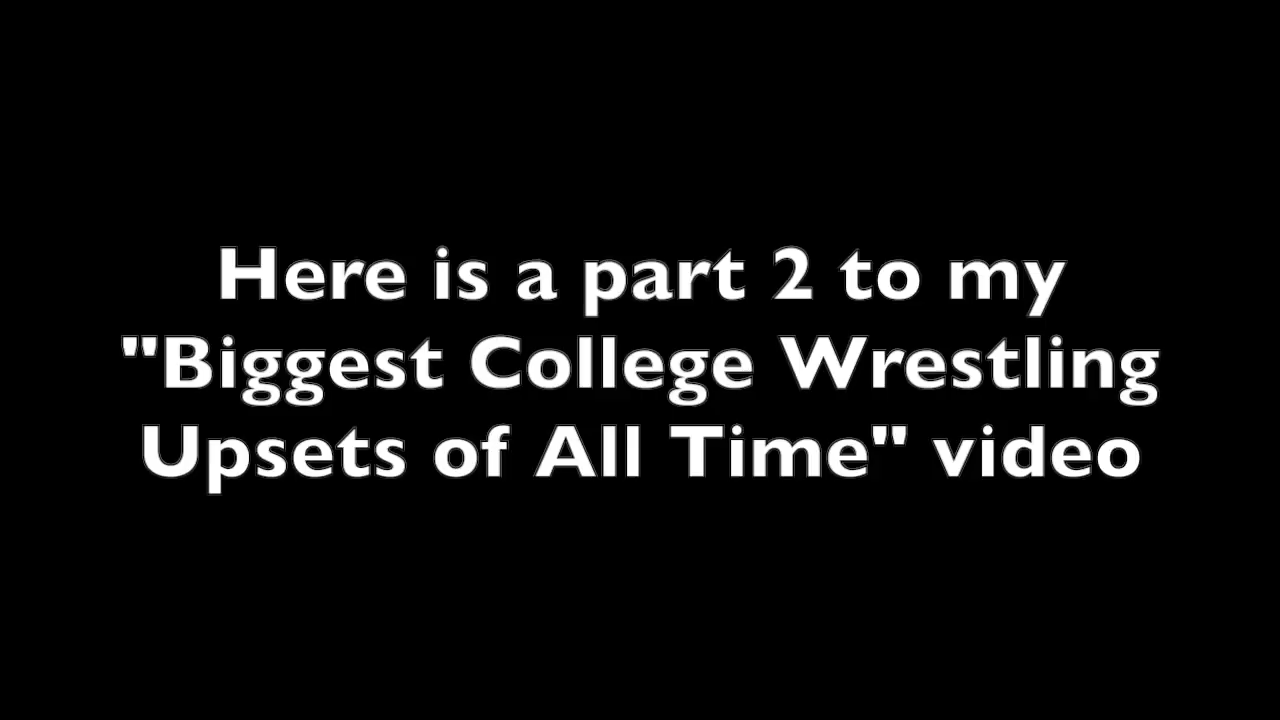 Here is a part 2 to my
"Biggest College Wrestling
Upsets of All Time" video